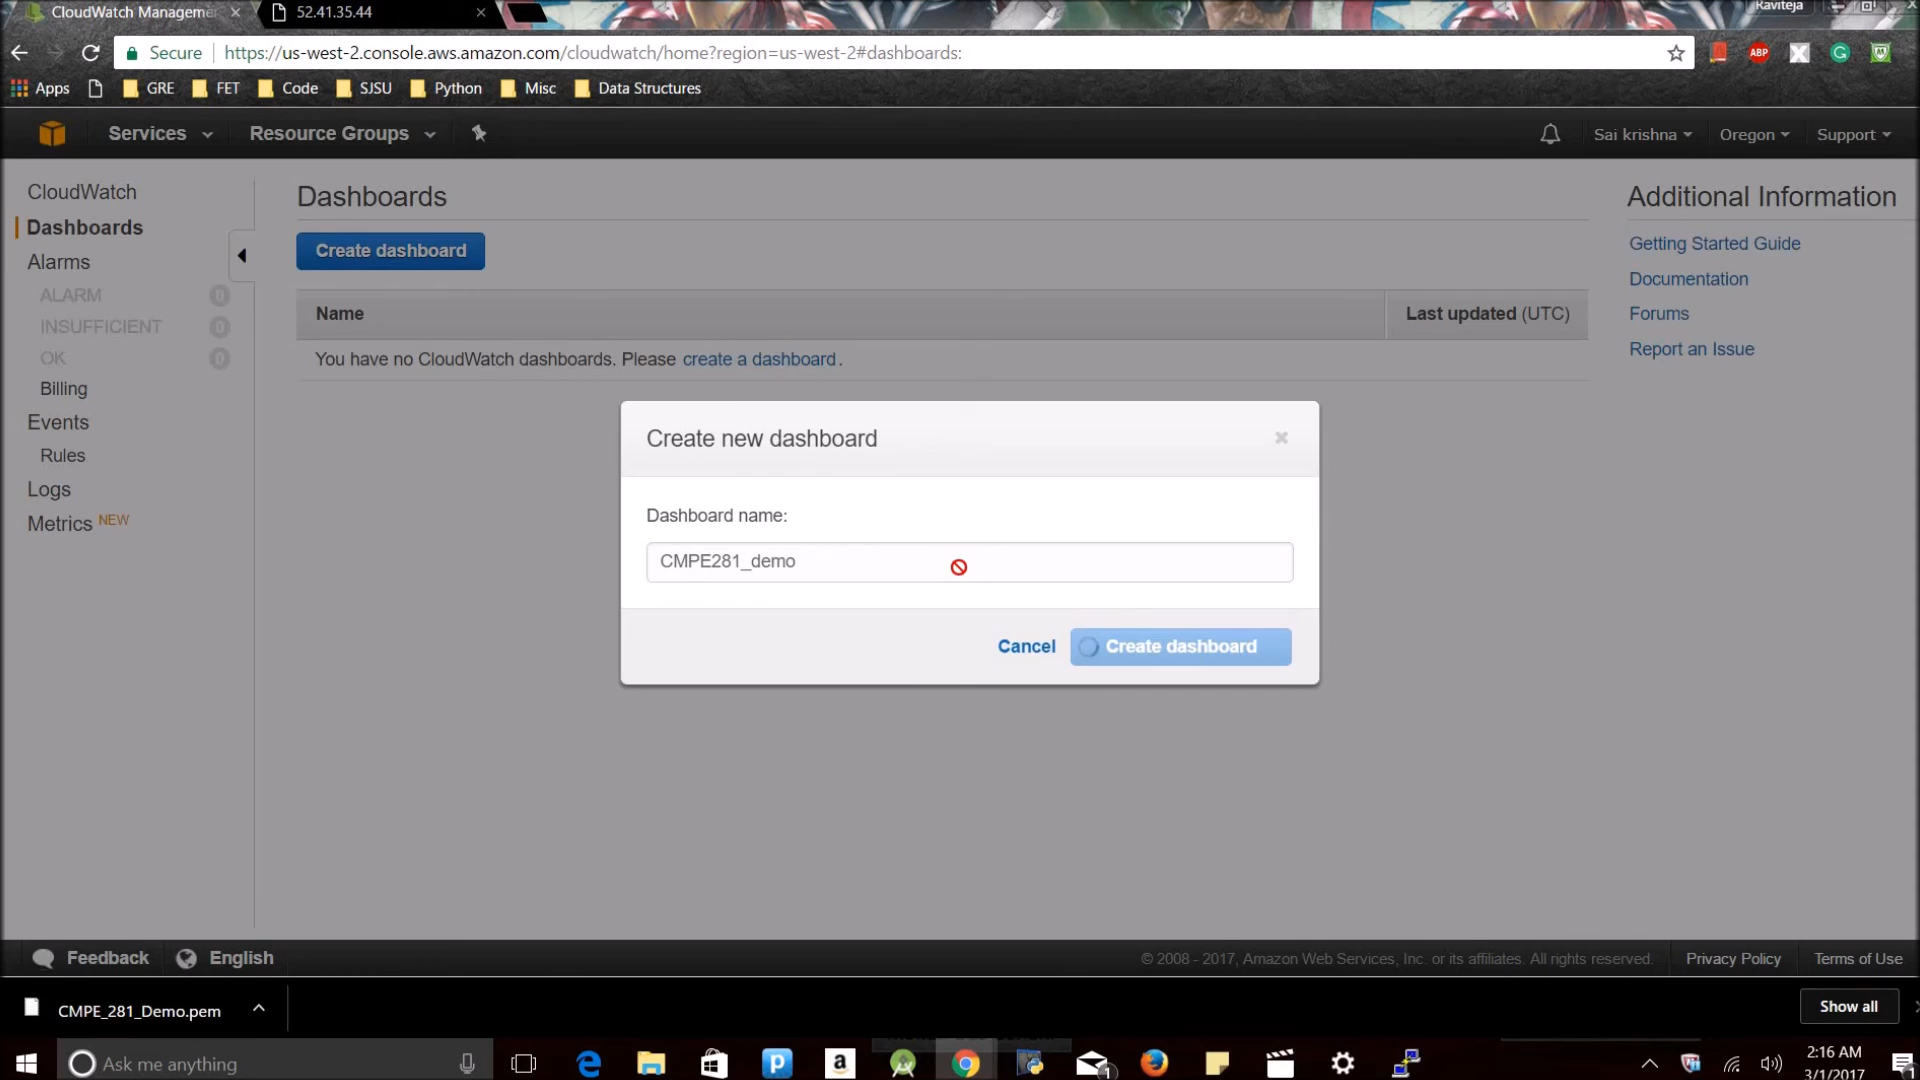 CloudWatch Manageme
52.41.35.44
Raviteja
Secure
https://us-west-2.console.aws.amazon.com/cloudwatch/home?region=us-west-2#dashboards:
ABP
Apps
GRE
FET
Code
SJSU
Python
Misc
Data Structures
Services
Resource Groups
Sai krishna
Oregon
Support
CloudWatch
Dashboards
Alarms
ALARM 0
INSUFFICIENT 0
OK 0
Billing
Events
Rules
Logs
Metrics NEW
Dashboards
Create dashboard
Name
Last updated (UTC)
You have no CloudWatch dashboards. Please create a dashboard.
Additional Information
Getting Started Guide
Documentation
Forums
Report an Issue
Create new dashboard
Dashboard name:
CMPE281_demo
Cancel
Create dashboard
Feedback
English
© 2008 - 2017, Amazon Web Services, Inc. or its affiliates. All rights reserved.
Privacy Policy
Terms of Use
CMPE_281_Demo.pem
Show all
Ask me anything
1
2:16 AM
3/1/2017